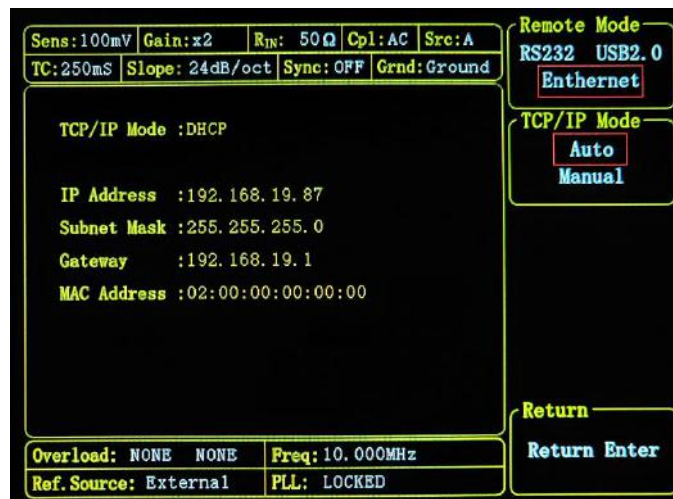 Sens:100mV Gain:x2 RIN: 50Ω Cpl:AC Src:A
TC:250mS Slope: 24dB/oct Sync:OFF Grnd:Ground
TCP/IP Mode :DHCP
IP Address :192.168.19.87
Subnet Mask :255.255.255.0
Gateway :192.168.19.1
MAC Address :02:00:00:00:00:00
Overload: NONE NONE Freq:10.000MHz
Ref.Source: External PLL: LOCKED
Remote Mode
RS232 USB2.0
Enthernet
TCP/IP Mode
Auto
Manual
Return
Return Enter